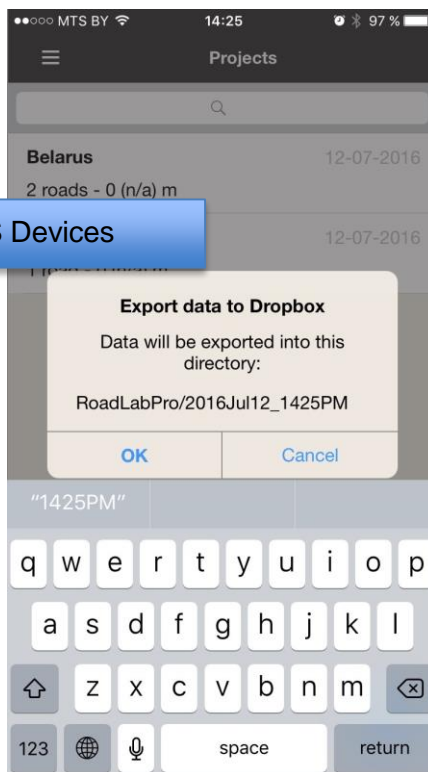 MTS BY 14:25 97 %
Projects
Belarus 12-07-2016
2 roads - 0 (n/a) m
Devices
12-07-2016
Export data to Dropbox
Data will be exported into this
directory:
RoadLabPro/2016Jul12_1425PM
OK Cancel
"1425PM"
q w e r t y u i o p
a s d f g h j k l
z x c v b n m
123 space return